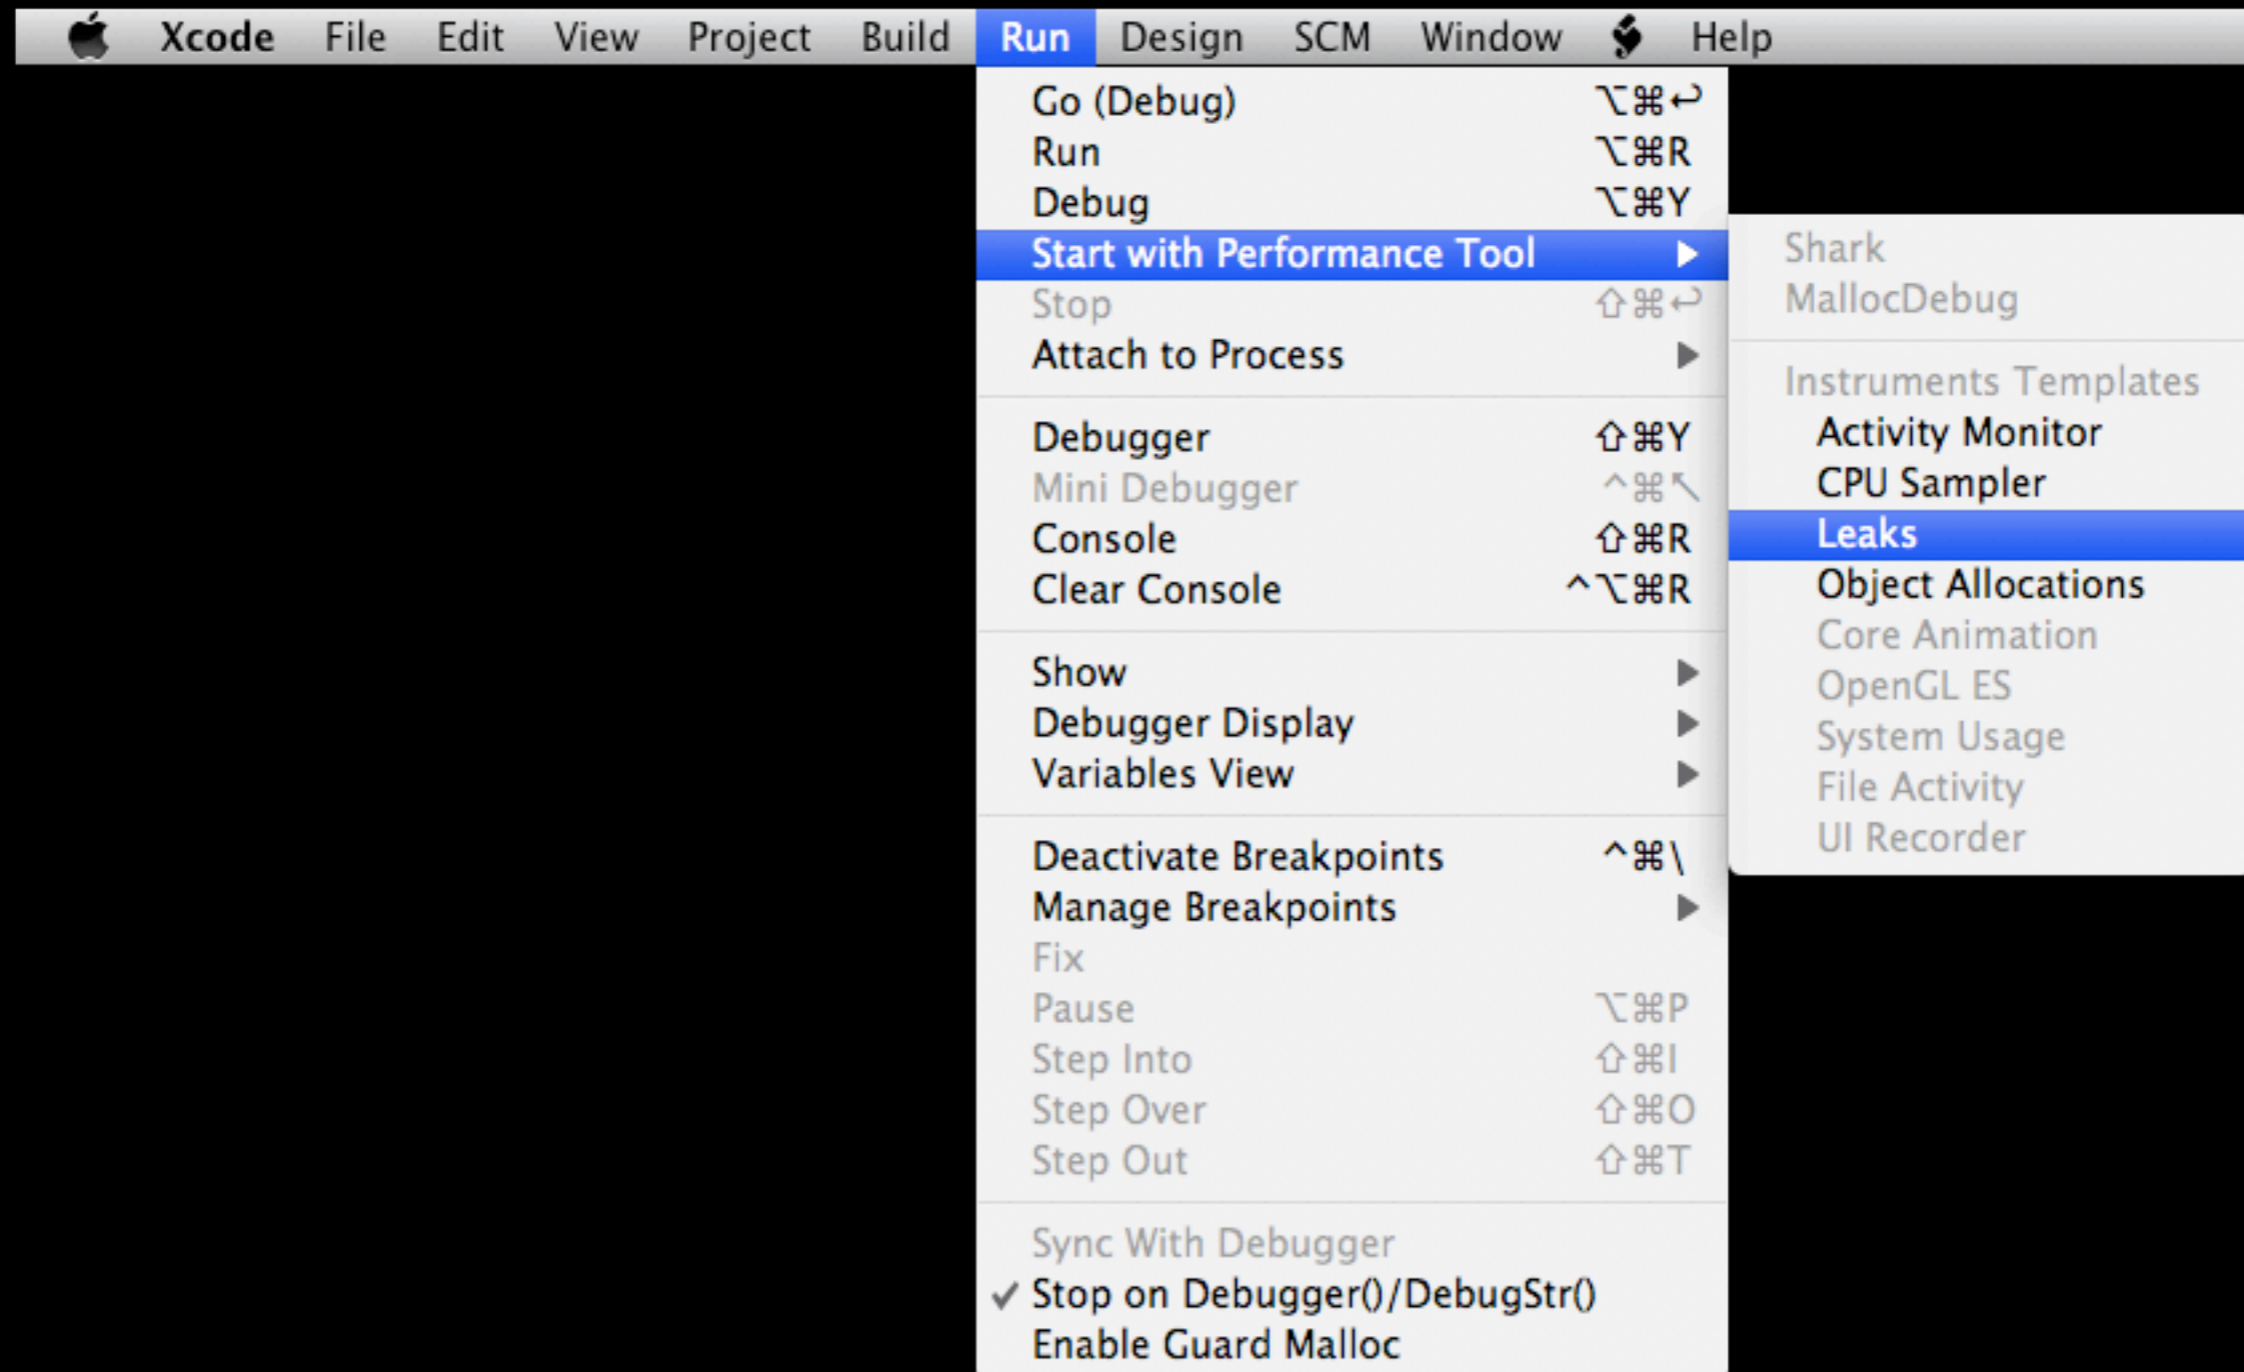 Xcode File Edit View Project Build Run Design SCM Window Help
Go (Debug) ⌥⌘↩
Run ⌥⌘R
Debug ⌥⌘Y
Start with Performance Tool ▶
Stop ⇧⌘↩
Attach to Process ▶
Debugger ⇧⌘Y
Mini Debugger ^⌘↖
Console ⇧⌘R
Clear Console ^⌥⌘R
Show ▶
Debugger Display ▶
Variables View ▶
Deactivate Breakpoints ^⌘\
Manage Breakpoints ▶
Fix
Pause ⌥⌘P
Step Into ⇧⌘I
Step Over ⇧⌘O
Step Out ⇧⌘T
Sync With Debugger
✓ Stop on Debugger()/DebugStr()
Enable Guard Malloc
Shark
MallocDebug
Instruments Templates
Activity Monitor
CPU Sampler
Leaks
Object Allocations
Core Animation
OpenGL ES
System Usage
File Activity
UI Recorder